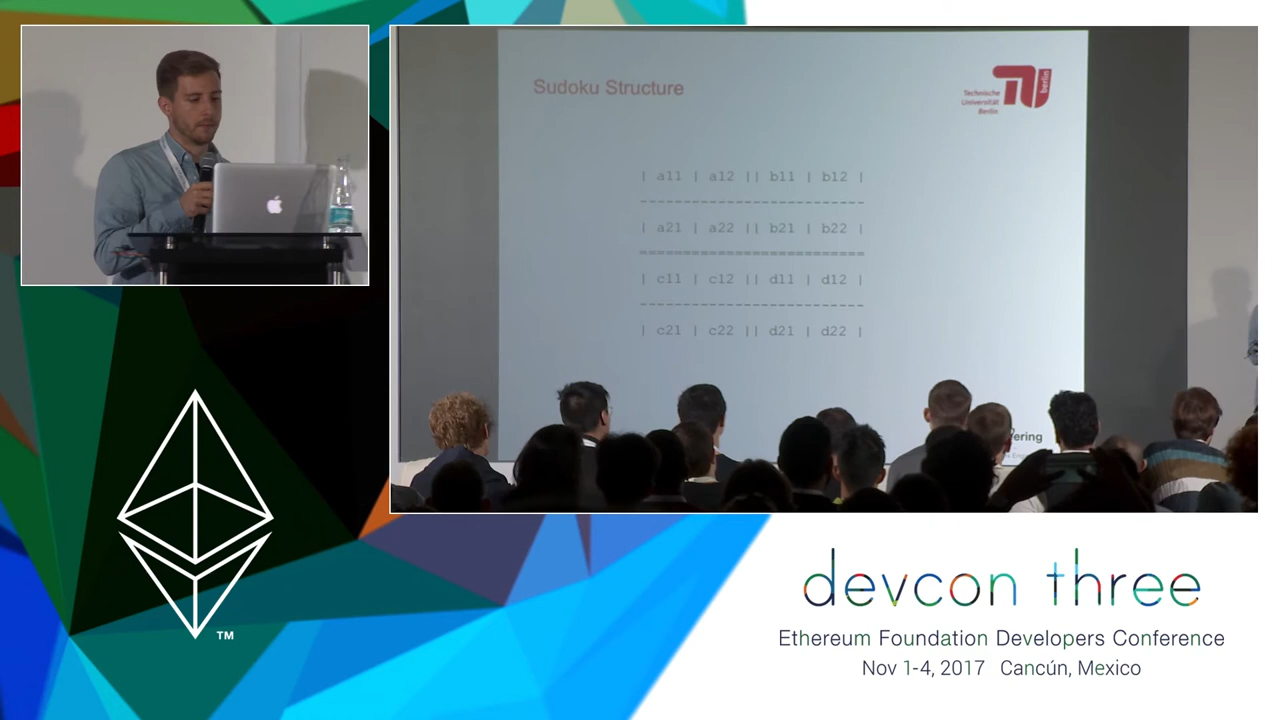 Sudoku Structure
Technische
Universität
Berlin
berlin
| a11 | a12 || b11 | b12 |
-------------------------
| a21 | a22 || b21 | b22 |
=========================
| c11 | c12 || d11 | d12 |
-------------------------
| c21 | c22 || d21 | d22 |
TM
devcon three
Ethereum Foundation Developers Conference
Nov 1-4, 2017 Cancún, Mexico